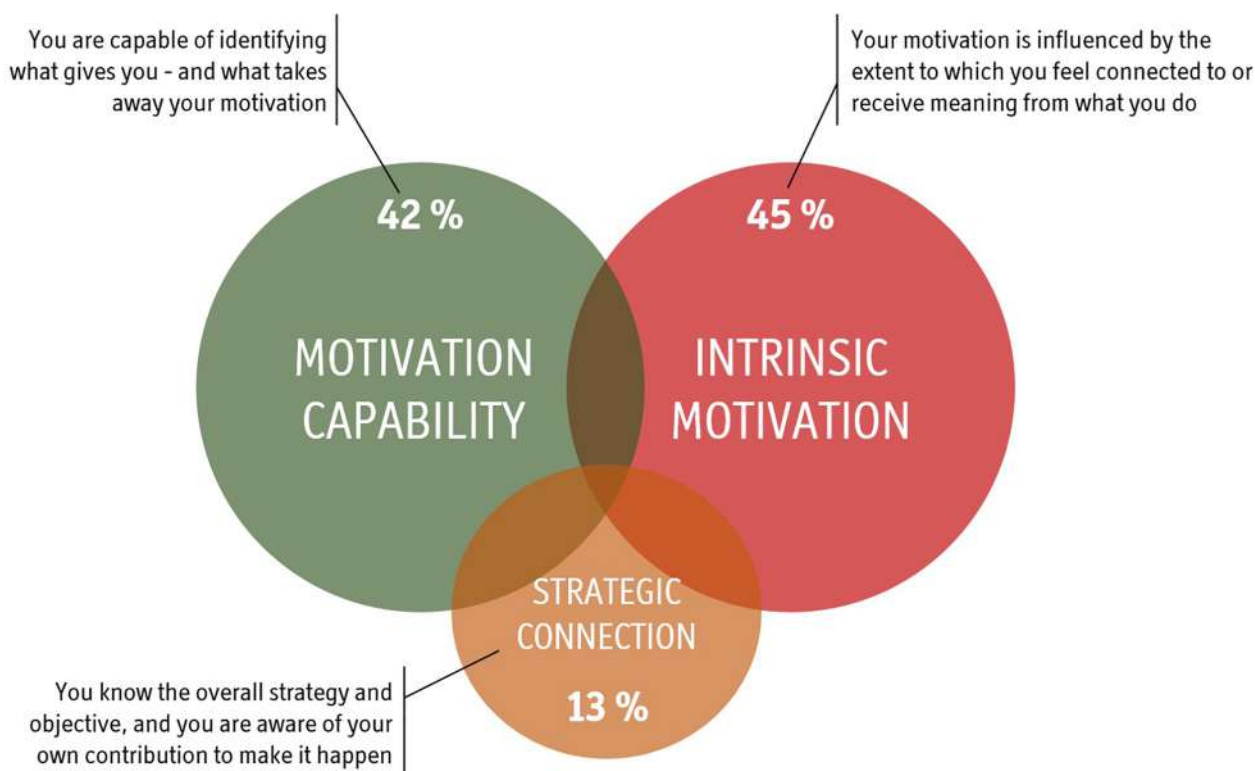 You are capable of identifying
what gives you - and what takes
away your motivation
Your motivation is influenced by the
extent to which you feel connected to or
receive meaning from what you do
42 %
45 %
MOTIVATION
CAPABILITY
INTRINSIC
MOTIVATION
STRATEGIC
CONNECTION
13 %
You know the overall strategy and
objective, and you are aware of your
own contribution to make it happen